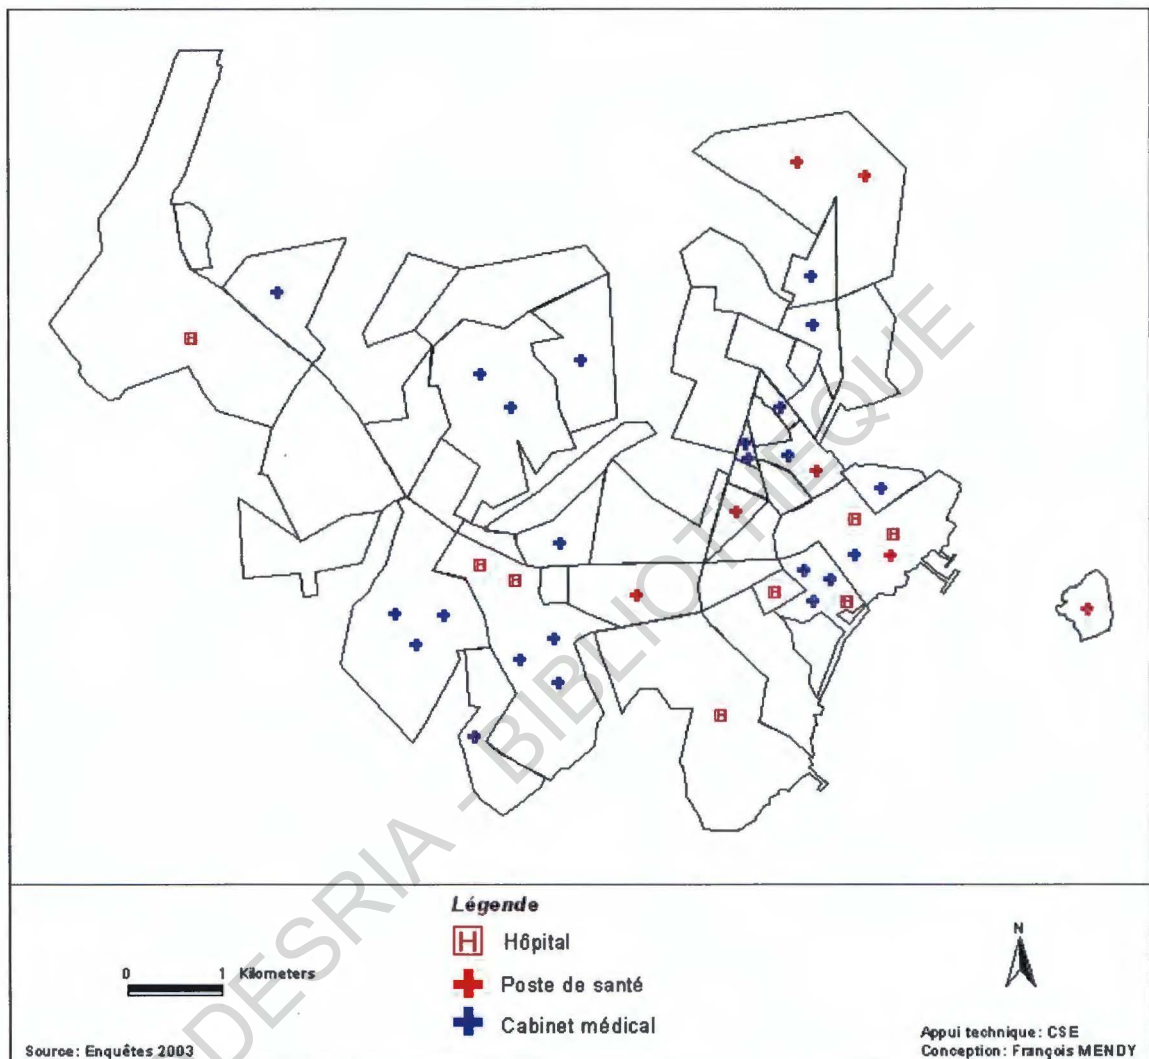 Légende
H Hôpital
Poste de santé
Cabinet médical
0 1 Kilometers
N
Source: Enquêtes 2003
Appui technique: CSE
Conception: François MENDY
CODESRIA - BIBLIOTHEQUE